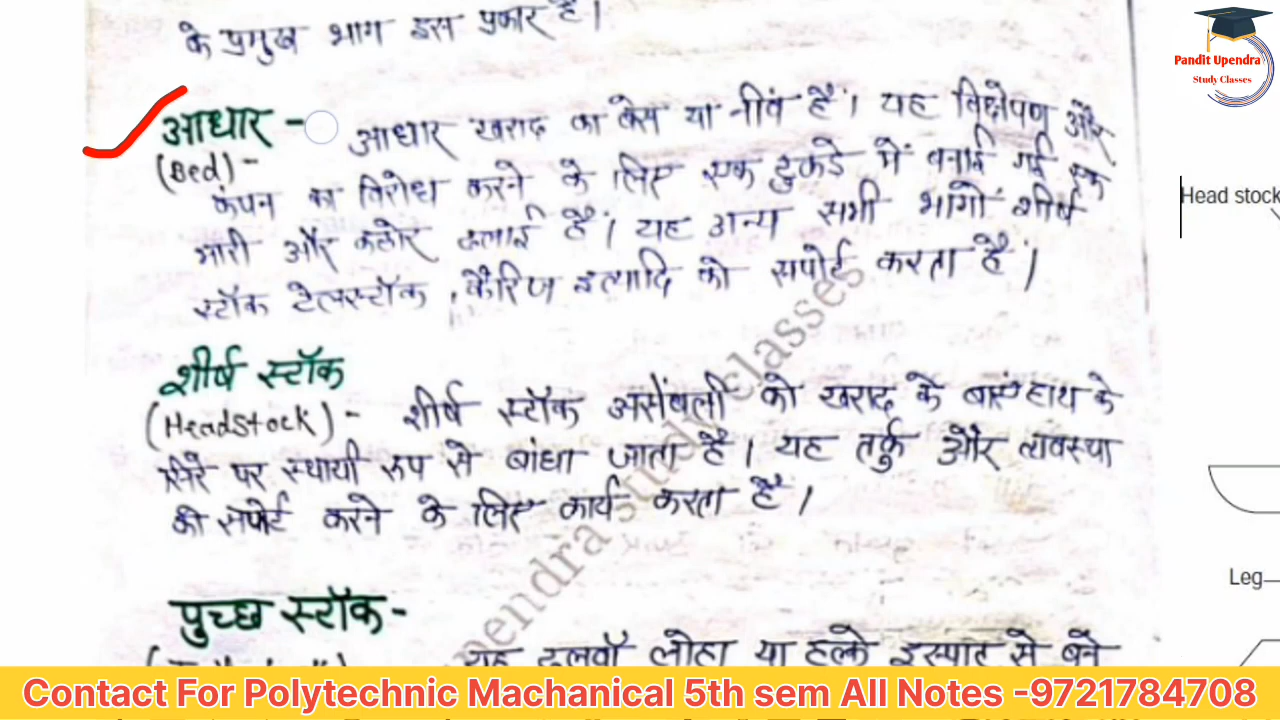 के प्रमुख भाग इस प्रकार है।
Pandit Upendra
Study Classes
आधार - आधार खराद का बेस या नींव है। यह विक्षेपण और
(Bed) -
कंपन का विरोध करने के लिए एक टुकडे में बनाई गई एक
भारी और कठोर ढलाई है। यह अन्य सभी भागों शीर्ष
स्टॉक टेलस्टॉक, कैरिज इत्यादि को सपोर्ट करता है।
Head stock
शीर्ष स्टॉक
(HeadStock) - शीर्ष स्टॉक असेंबली को खराद के बाएं हाथ के
सिरे पर स्थायी रूप से बांधा जाता है। यह तर्कु और व्यवस्था
को सपोर्ट करने के लिए कार्य करता है।
Leg
पुच्छ स्टॉक -
यह ढलवाँ लोहा या हल्के इस्पात से बने
pendra Study Classes
Contact For Polytechnic Machanical 5th sem All Notes -9721784708